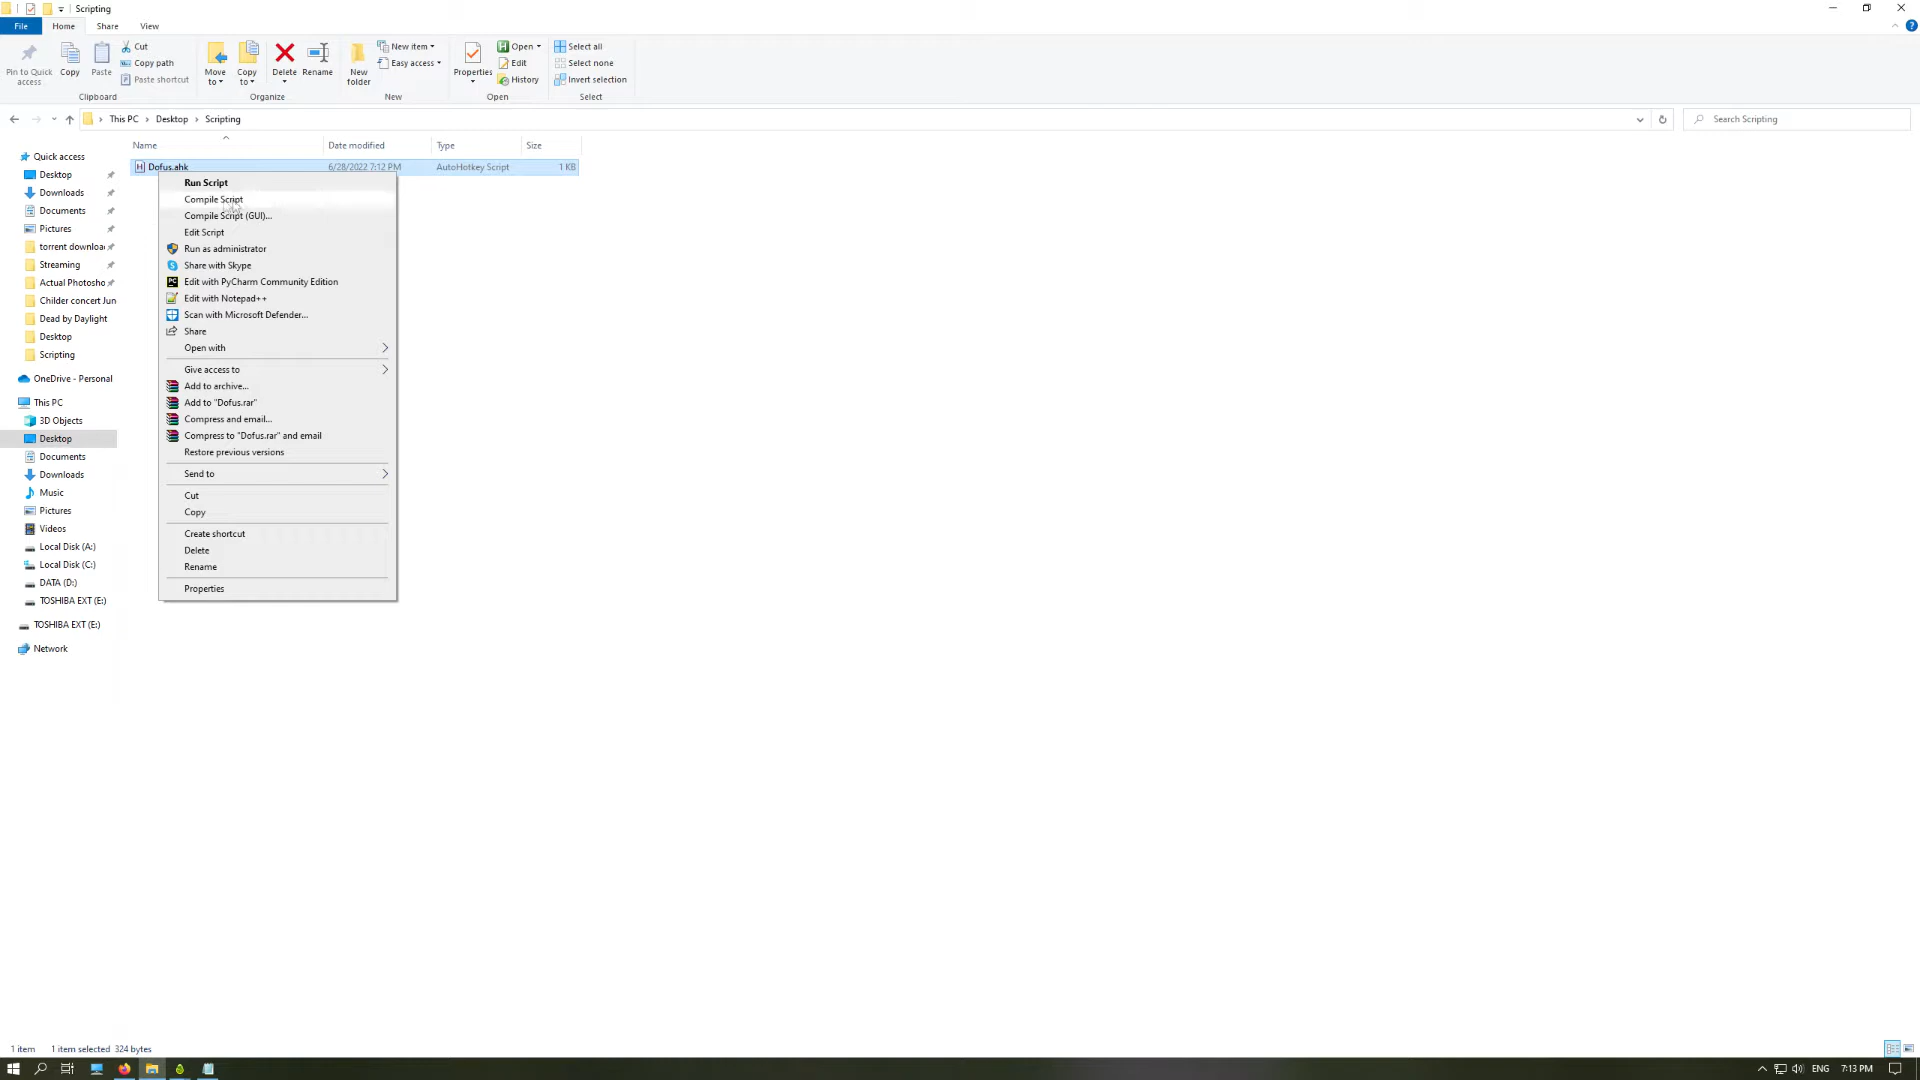 Scripting
File Home Share View
Pin to Quick access
Copy
Paste
Cut
Copy path
Paste shortcut
Clipboard
Move to
Copy to
Delete
Rename
Organize
New folder
New item
Easy access
New
Properties
Open
Edit
History
Open
Select all
Select none
Invert selection
Select
This PC Desktop Scripting
Search Scripting
Name Date modified Type Size
Dofus.ahk 6/28/2022 7:12 PM AutoHotkey Script 1 KB
Quick access
Desktop
Downloads
Documents
Pictures
torrent downloa
Streaming
Actual Photosho
Childer concert Jun
Dead by Daylight
Desktop
Scripting
OneDrive - Personal
This PC
3D Objects
Desktop
Documents
Downloads
Music
Pictures
Videos
Local Disk (A:)
Local Disk (C:)
DATA (D:)
TOSHIBA EXT (E:)
TOSHIBA EXT (E:)
Network
Run Script
Compile Script
Compile Script (GUI)...
Edit Script
Run as administrator
Share with Skype
Edit with PyCharm Community Edition
Edit with Notepad++
Scan with Microsoft Defender...
Share
Open with
Give access to
Add to archive...
Add to "Dofus.rar"
Compress and email...
Compress to "Dofus.rar" and email
Restore previous versions
Send to
Cut
Copy
Create shortcut
Delete
Rename
Properties
1 item 1 item selected 324 bytes
ENG 7:13 PM